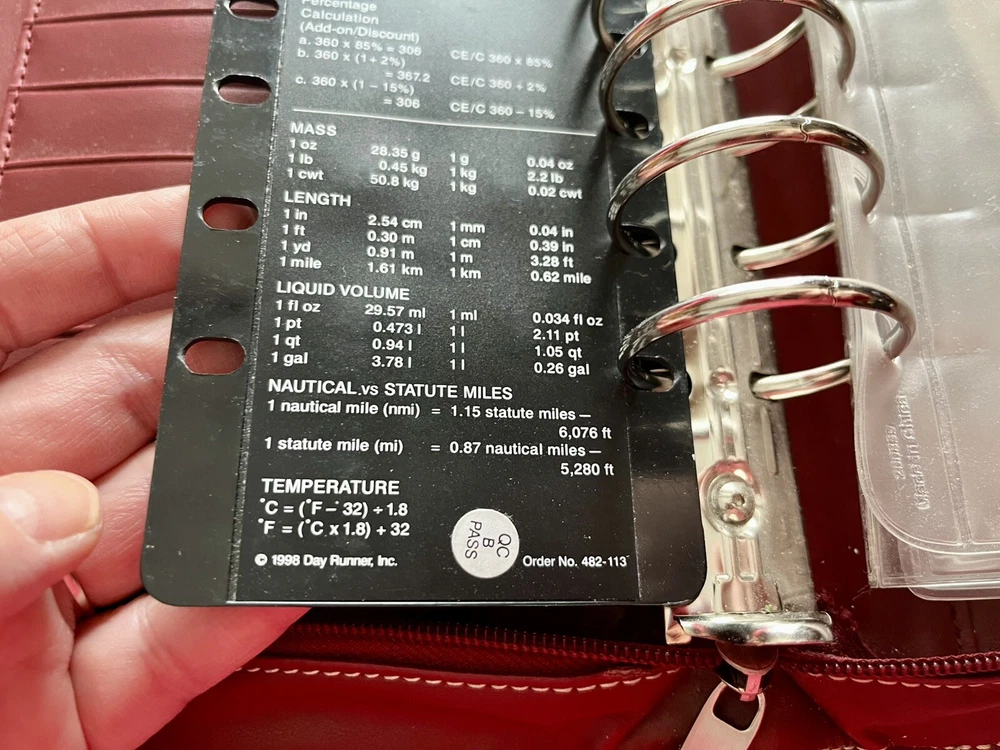 Percentage
Calculation
(Add-on/Discount)
a. 360 x 85% = 306 CE/C 360 x 85%
b. 360 x (1 + 2%)
= 367.2 CE/C 360 + 2%
c. 360 x (1 – 15%)
= 306 CE/C 360 – 15%
MASS
1 oz 28.35 g 1 g 0.04 oz
1 lb 0.45 kg 1 kg 2.2 lb
1 cwt 50.8 kg 1 kg 0.02 cwt
LENGTH
1 in 2.54 cm 1 mm 0.04 in
1 ft 0.30 m 1 cm 0.39 in
1 yd 0.91 m 1 m 3.28 ft
1 mile 1.61 km 1 km 0.62 mile
LIQUID VOLUME
1 fl oz 29.57 ml 1 ml 0.034 fl oz
1 pt 0.473 l 1 l 2.11 pt
1 qt 0.94 l 1 l 1.05 qt
1 gal 3.78 l 1 l 0.26 gal
NAUTICAL vs STATUTE MILES
1 nautical mile (nmi) = 1.15 statute miles –
6,076 ft
1 statute mile (mi) = 0.87 nautical miles –
5,280 ft
TEMPERATURE
°C = (°F – 32) ÷ 1.8
°F = (°C x 1.8) + 32
© 1998 Day Runner, Inc. Order No. 482-113
QC
B
PASS
Made in China